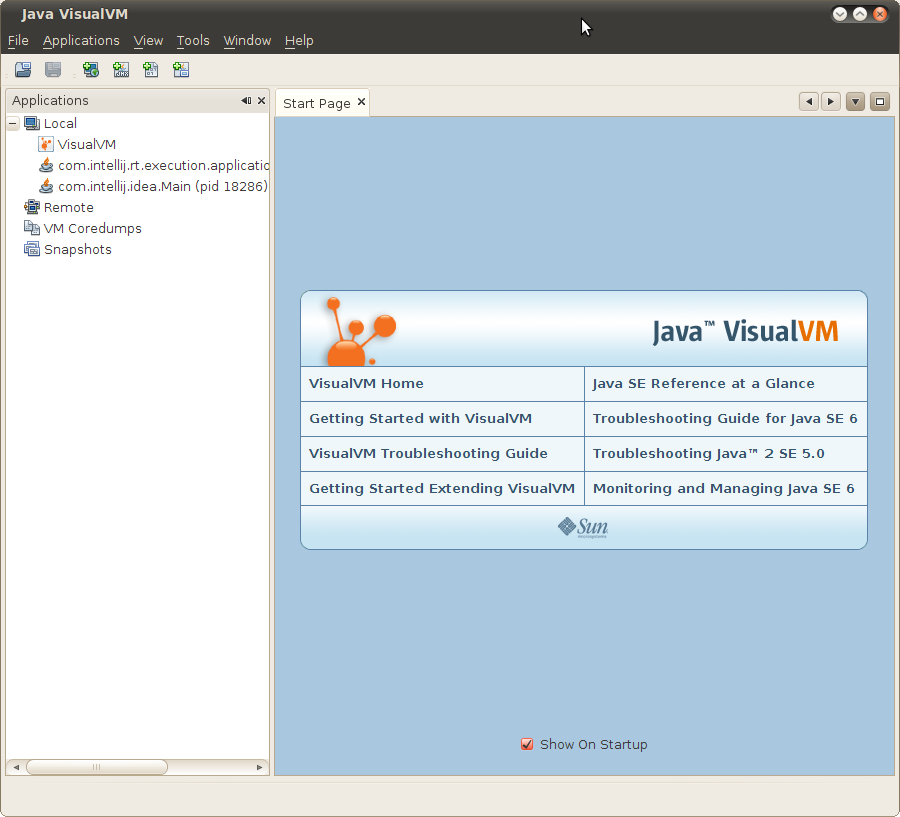 Java VisualVM
File Applications View Tools Window Help
Applications
Start Page
Local
VisualVM
com.intellij.rt.execution.applicatio
com.intellij.idea.Main (pid 18286)
Remote
VM Coredumps
Snapshots
Java™ VisualVM
VisualVM Home
Java SE Reference at a Glance
Getting Started with VisualVM
Troubleshooting Guide for Java SE 6
VisualVM Troubleshooting Guide
Troubleshooting Java™ 2 SE 5.0
Getting Started Extending VisualVM
Monitoring and Managing Java SE 6
Sun
microsystems
Show On Startup